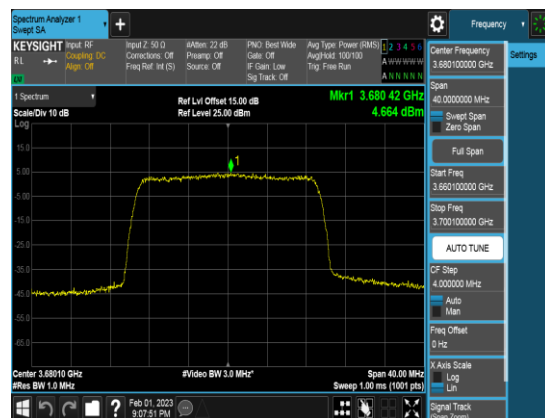 Spectrum Analyzer 1
Swept SA
+
Frequency
KEYSIGHT
RL
Input: RF
Coupling: DC
Align: Off
Input Z: 50 Ω
Corrections: Off
Freq Ref: Int (S)
#Atten: 22 dB
Preamp: Off
Source: Off
PNO: Best Wide
Gate: Off
IF Gain: Low
Sig Track: Off
Avg Type: Power (RMS)
Avg|Hold: 100/100
Trig: Free Run
1 2 3 4 5 6
A W W W W W
A N N N N N
1 Spectrum
Scale/Div 10 dB
Log
Ref Lvl Offset 15.00 dB
Ref Level 25.00 dBm
Mkr1 3.680 42 GHz
4.664 dBm
1
15.0
5.00
-5.00
-15.0
-25.0
-35.0
-45.0
-55.0
-65.0
Center 3.68010 GHz
#Res BW 1.0 MHz
#Video BW 3.0 MHz*
Span 40.00 MHz
Sweep 1.00 ms (1001 pts)
?
Feb 01, 2023
9:07:51 PM
Center Frequency
3.680100000 GHz
Span
40.0000000 MHz
Swept Span
Zero Span
Full Span
Start Freq
3.660100000 GHz
Stop Freq
3.700100000 GHz
AUTO TUNE
CF Step
4.000000 MHz
Auto
Man
Freq Offset
0 Hz
X Axis Scale
Log
Lin
Signal Track
(Span Zoom)
Settings